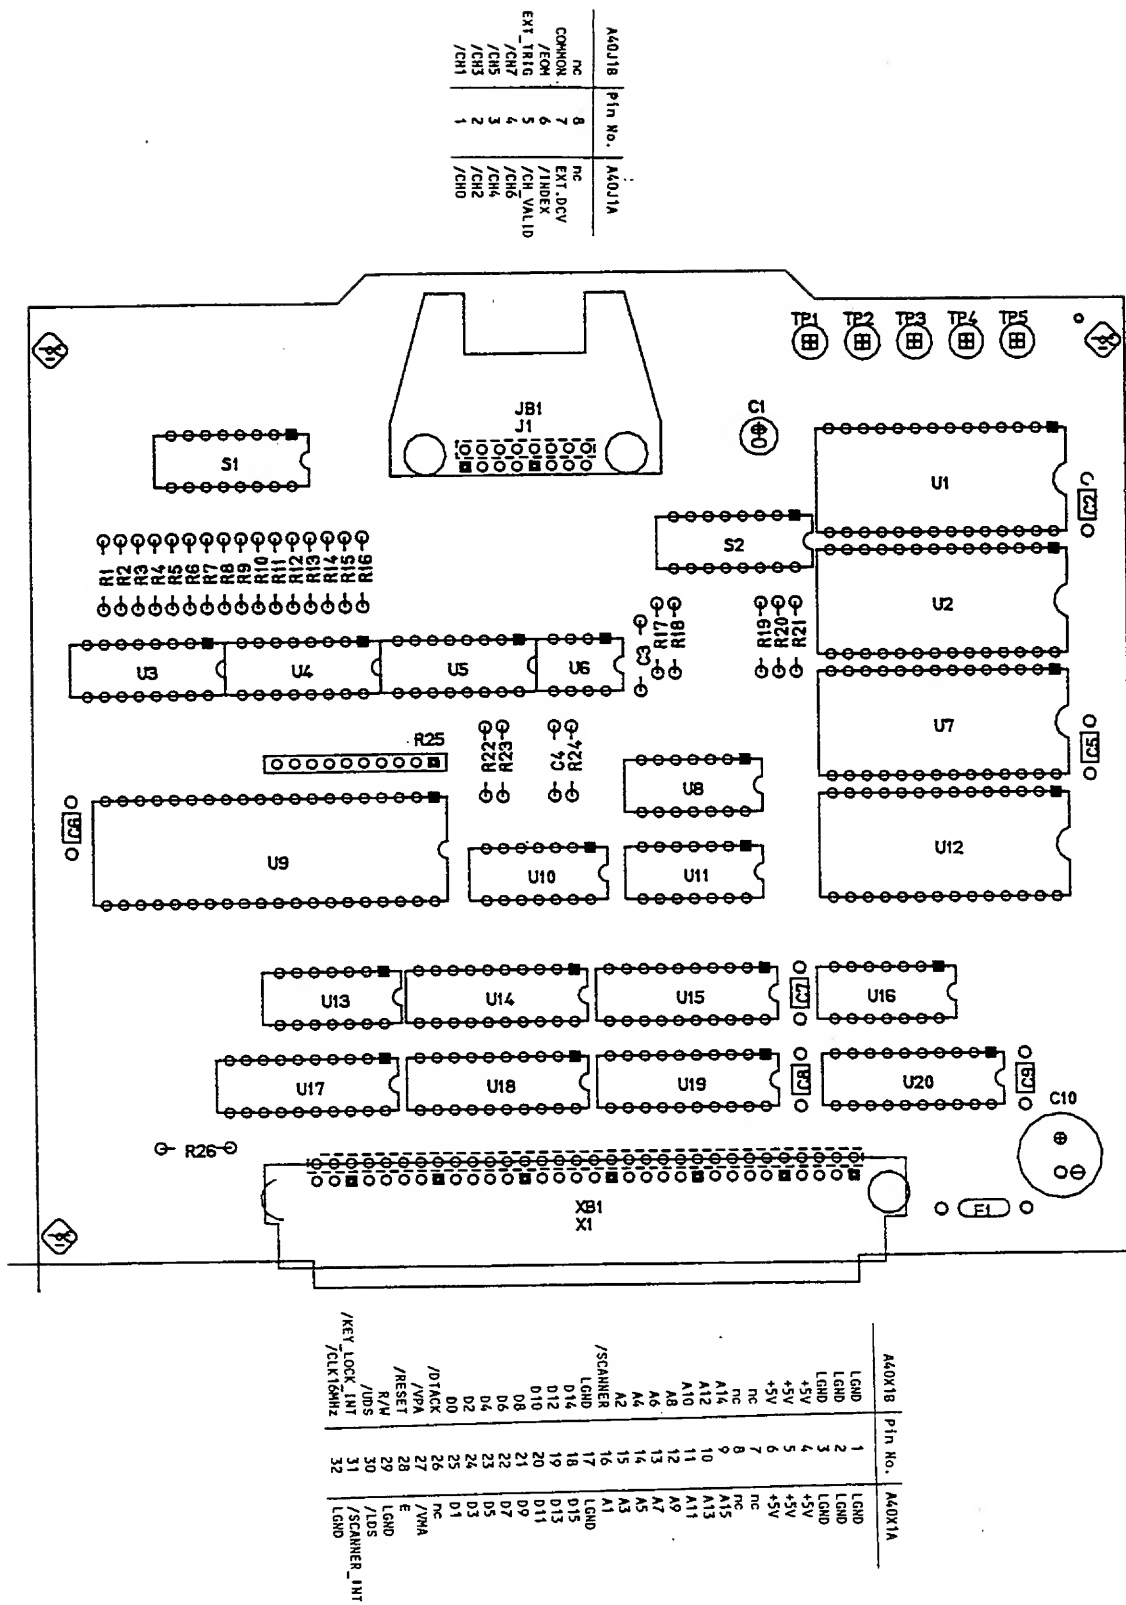 A40J1B Pin No. A40J1A
nc 8 nc
COMMON 7 EXT.DCV
/EOM 6 /INDEX
EXT_TRIG 5 /CH_VALID
/CH7 4 /CH6
/CH5 3 /CH4
/CH3 2 /CH2
/CH1 1 /CH0
TP1 TP2 TP3 TP4 TP5
JB1
J1
C1
S1
U1
C2
S2
R1 R2 R3 R4 R5 R6 R7 R8 R9 R10 R11 R12 R13 R14 R15 R16
U2
R17 R18 R19 R20 R21
C3
U3 U4 U5 U6
U7
C5
R25
R22 R23 C4 R24
U8
C6
U9
U10 U11
U12
U13 U14 U15 C7 U16
U17 U18 U19 C8 U20 C9
C10
R26
XB1
X1
F1
A40X1B Pin No. A40X1A
LGND 1 LGND
LGND 2 LGND
LGND 3 LGND
+5V 4 +5V
+5V 5 +5V
+5V 6 +5V
nc 7 nc
nc 8 nc
A14 9 A15
A12 10 A13
A10 11 A11
A8 12 A9
A6 13 A7
A4 14 A5
A2 15 A3
/SCANNER 16 A1
LGND 17 LGND
D14 18 D15
D12 19 D13
D10 20 D11
D8 21 D9
D6 22 D7
D4 23 D5
D2 24 D3
D0 25 D1
/DTACK 26 nc
/VPA 27 /VMA
/RESET 28 E
R/W 29 LGND
/UDS 30 /LDS
/KEY_LOCK_INT 31 /SCANNER_INT
/CLK16MHz 32 LGND